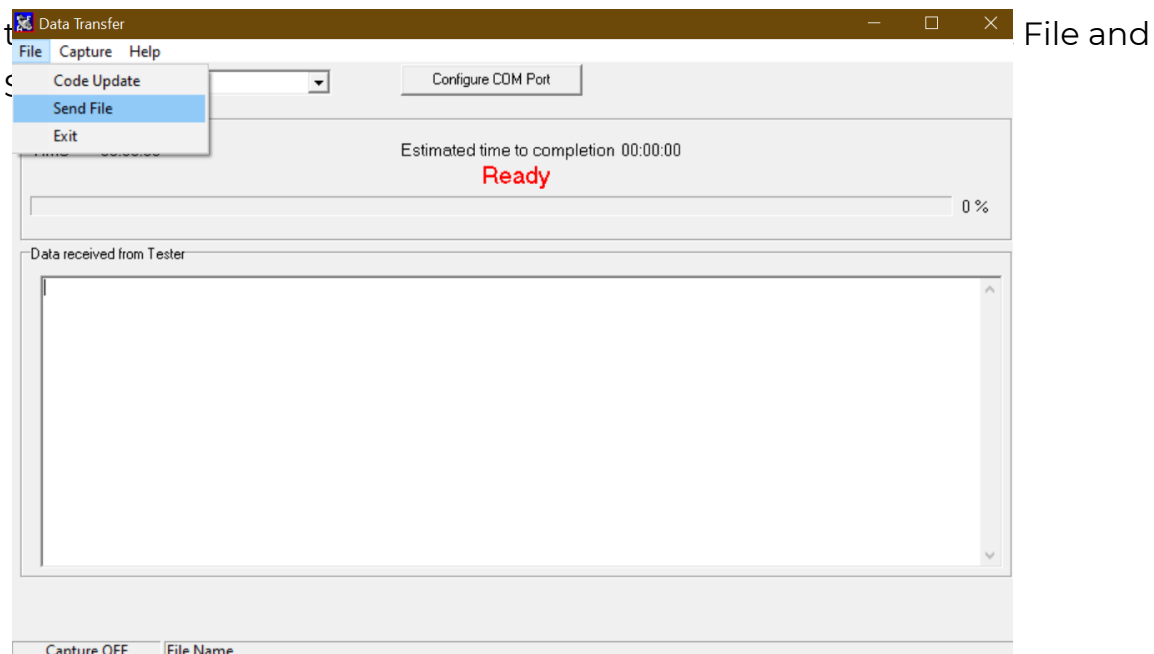 Data Transfer
File and
File Capture Help
Code Update
Configure COM Port
Send File
Exit
Estimated time to completion 00:00:00
Ready
0 %
Data received from Tester
Capture OFF File Name